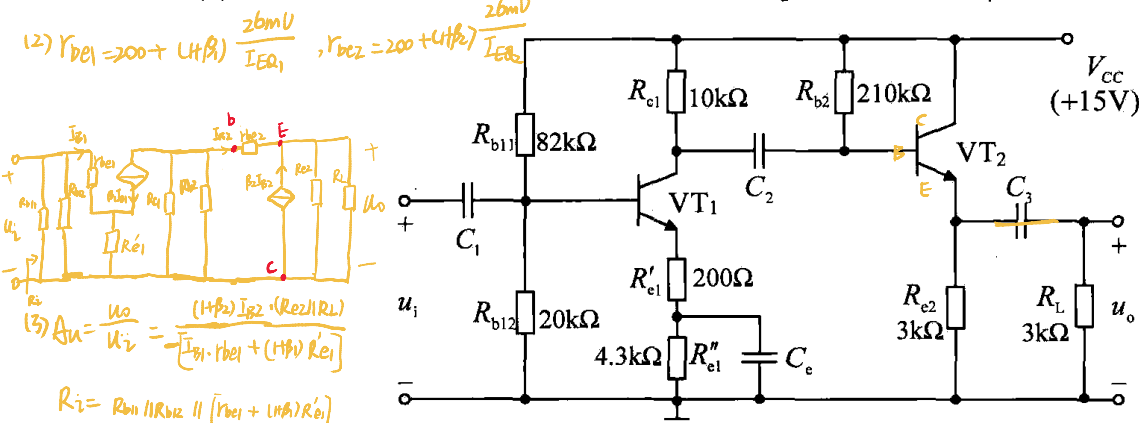 (2) rbe1=200+(1+β1) 26mV/IEQ1 , rbe2=200+(1+β2) 26mV/IEQ2
IB1
rbe1
β1IB1
b
IB2
rbe2
E
+
Rb11
Rb2
Re1
Rb2
β2IB2
Re2
RL
ui
uo
R'e1
Ri
C
(3) Au= uo/ui = (1+β2)IB2·(Re2//RL) / -[IB1·rbe1+(1+β1)R'e1]
Ri= Rb11//Rb12 // [rbe1+(1+β1)R'e1]
VCC
(+15V)
Rc1 10kΩ
Rb2 210kΩ
Rb11 82kΩ
C
VT2
E
C1
VT1
C2
C3
R'e1 200Ω
ui
Rb12 20kΩ
4.3kΩ R''e1
Ce
Re2
3kΩ
RL
3kΩ
uo